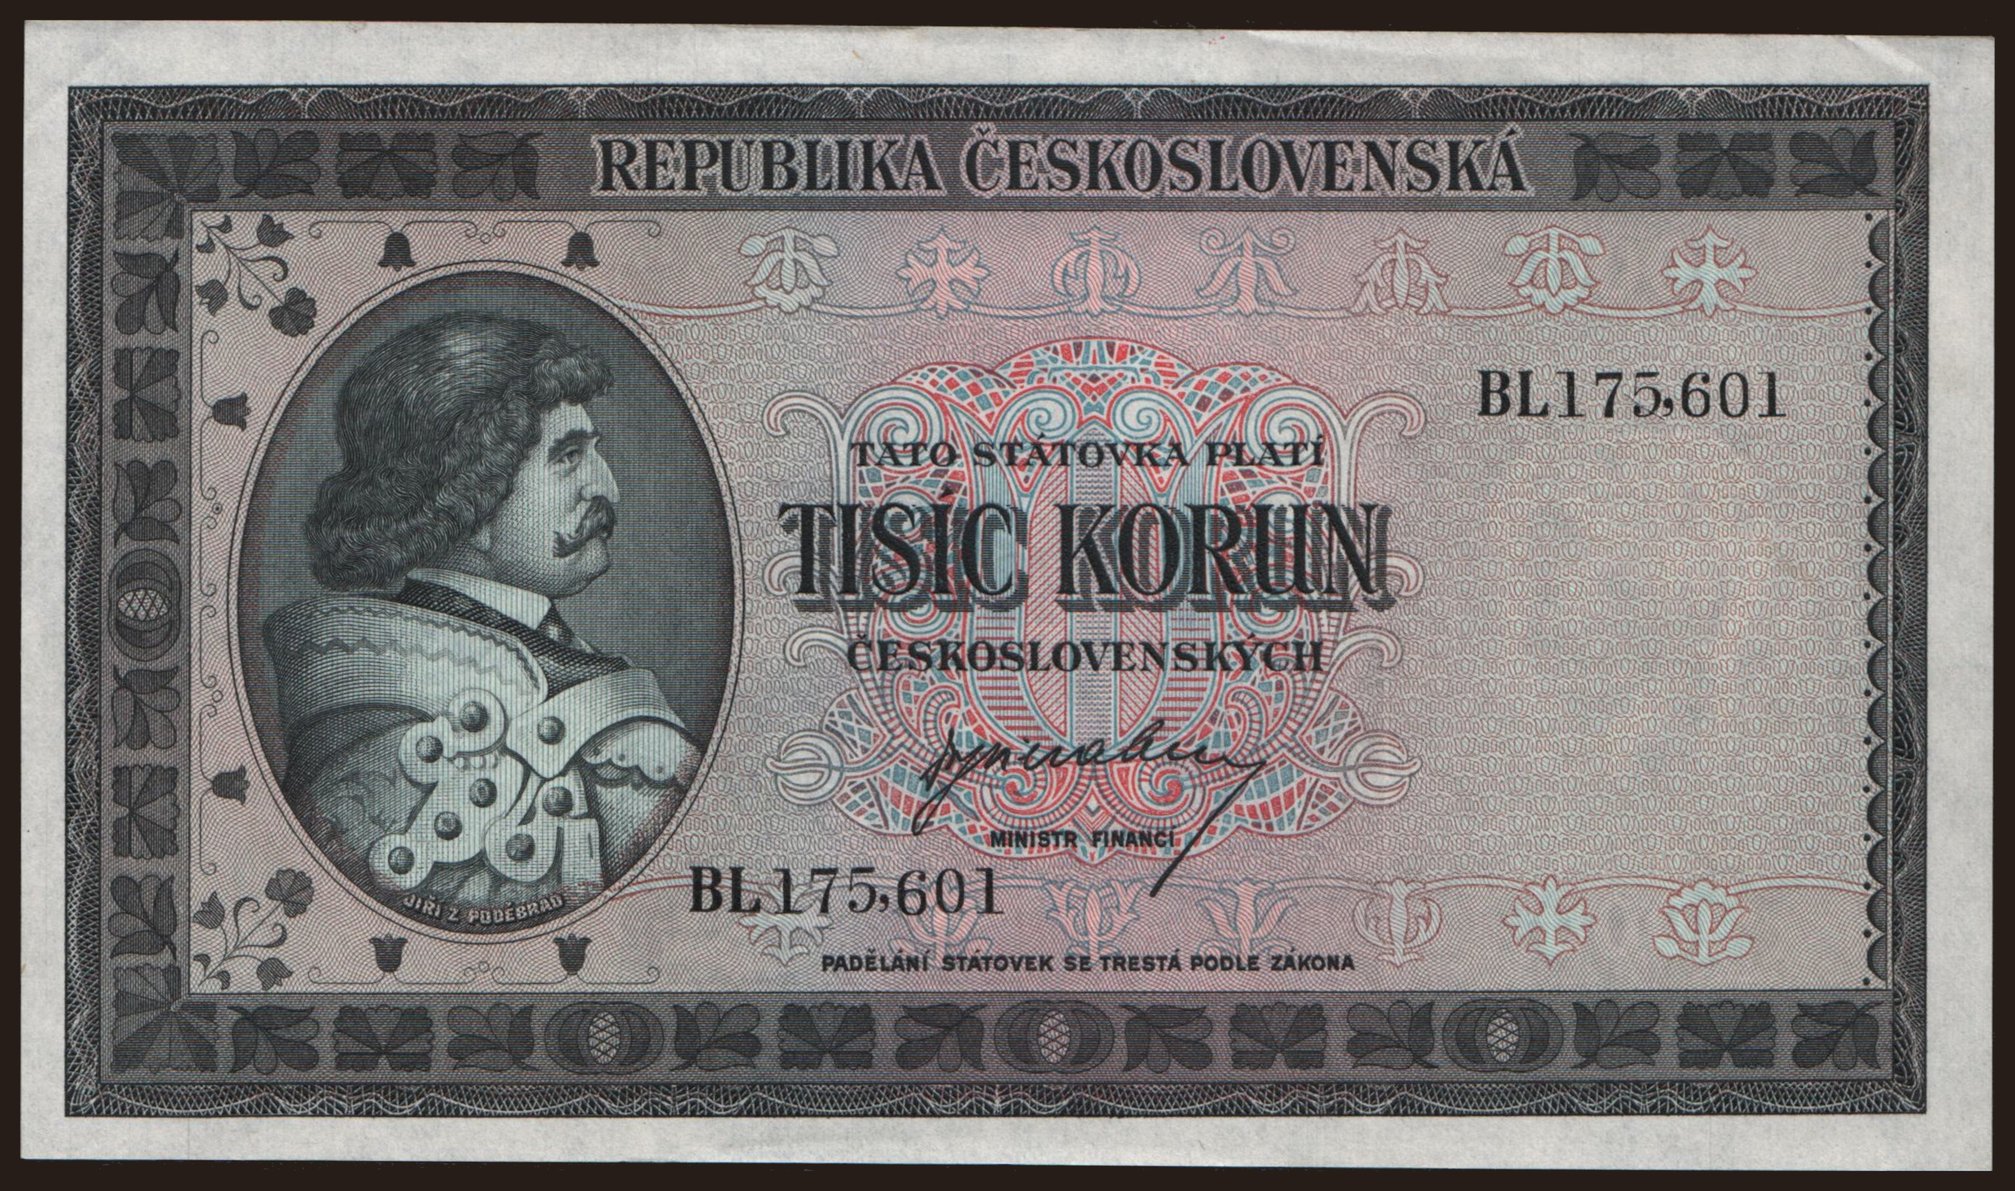 REPUBLIKA ČESKOSLOVENSKÁ
BL175,601
TATO STÁTOVKA PLATÍ
TISÍC KORUN
ČESKOSLOVENSKÝCH
MINISTR FINANCÍ
BL175,601
JIŘÍ Z PODĚBRAD
PADĚLÁNÍ STÁTOVEK SE TRESTÁ PODLE ZÁKONA